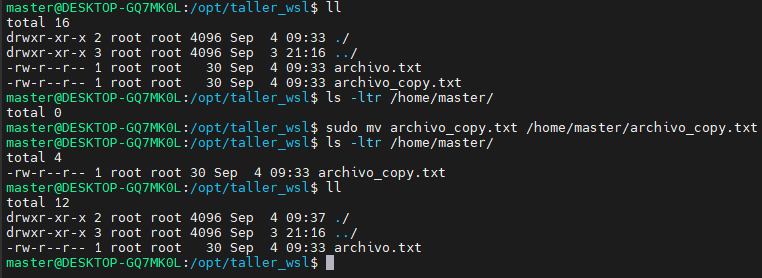 master@DESKTOP-GQ7MK0L:/opt/taller_wsl$ ll
total 16
drwxr-xr-x 2 root root 4096 Sep  4 09:33 ./
drwxr-xr-x 3 root root 4096 Sep  3 21:16 ../
-rw-r--r-- 1 root root   30 Sep  4 09:33 archivo.txt
-rw-r--r-- 1 root root   30 Sep  4 09:33 archivo_copy.txt
master@DESKTOP-GQ7MK0L:/opt/taller_wsl$ ls -ltr /home/master/
total 0
master@DESKTOP-GQ7MK0L:/opt/taller_wsl$ sudo mv archivo_copy.txt /home/master/archivo_copy.txt
master@DESKTOP-GQ7MK0L:/opt/taller_wsl$ ls -ltr /home/master/
total 4
-rw-r--r-- 1 root root 30 Sep  4 09:33 archivo_copy.txt
master@DESKTOP-GQ7MK0L:/opt/taller_wsl$ ll
total 12
drwxr-xr-x 2 root root 4096 Sep  4 09:37 ./
drwxr-xr-x 3 root root 4096 Sep  3 21:16 ../
-rw-r--r-- 1 root root   30 Sep  4 09:33 archivo.txt
master@DESKTOP-GQ7MK0L:/opt/taller_wsl$